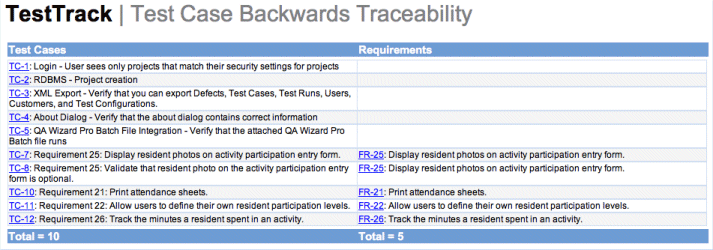 TestTrack | Test Case Backwards Traceability
Test Cases Requirements
TC-1: Login - User sees only projects that match their security settings for projects
TC-2: RDBMS - Project creation
TC-3: XML Export - Verify that you can export Defects, Test Cases, Test Runs, Users,
Customers, and Test Configurations.
TC-4: About Dialog - Verify that the about dialog contains correct information
TC-5: QA Wizard Pro Batch File Integration - Verify that the attached QA Wizard Pro
Batch file runs
TC-7: Requirement 25: Display resident photos on activity participation entry form. FR-25: Display resident photos on activity participation entry form.
TC-8: Requirement 25: Validate that resident photo on the activity participation entry FR-25: Display resident photos on activity participation entry form.
form is optional.
TC-10: Requirement 21: Print attendance sheets. FR-21: Print attendance sheets.
TC-11: Requirement 22: Allow users to define their own resident participation levels. FR-22: Allow users to define their own resident participation levels.
TC-12: Requirement 26: Track the minutes a resident spent in an activity. FR-26: Track the minutes a resident spent in an activity.
Total = 10 Total = 5